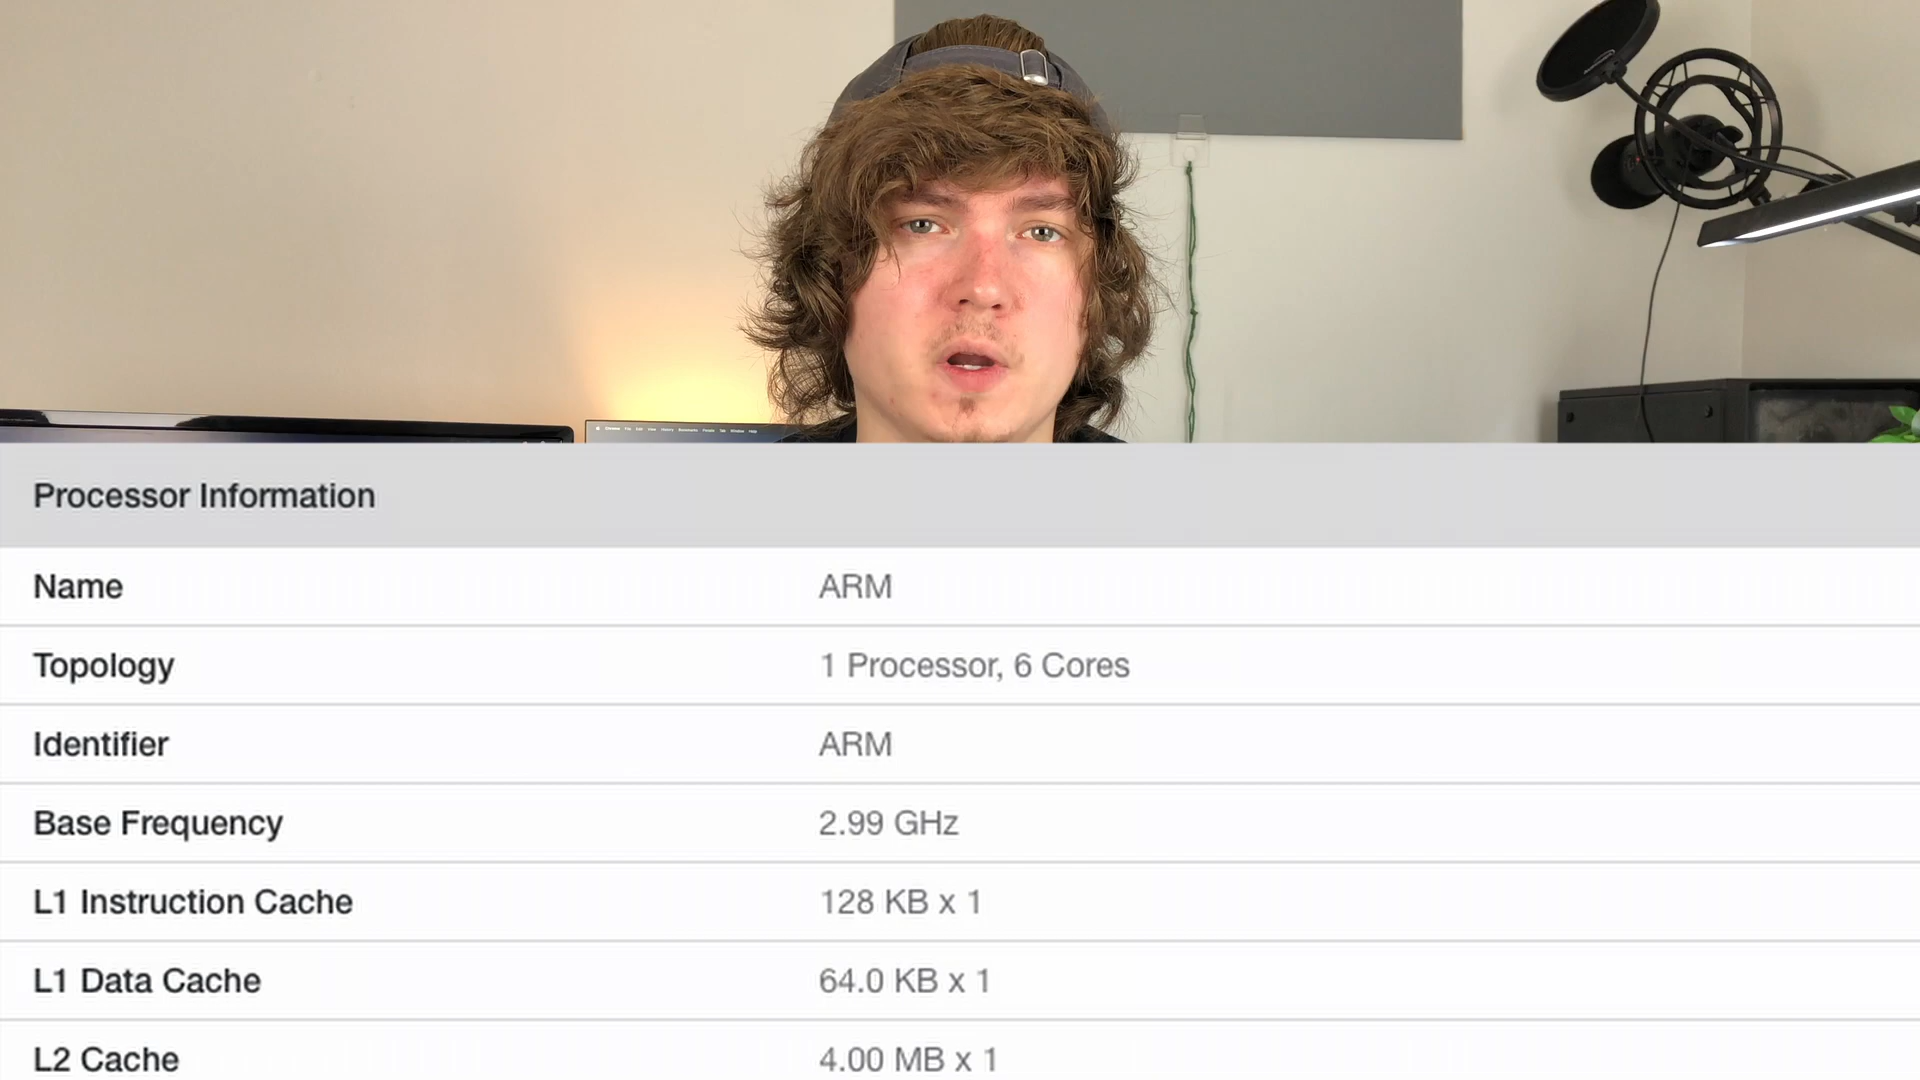 Processor Information
Name ARM
Topology 1 Processor, 6 Cores
Identifier ARM
Base Frequency 2.99 GHz
L1 Instruction Cache 128 KB x 1
L1 Data Cache 64.0 KB x 1
L2 Cache 4.00 MB x 1